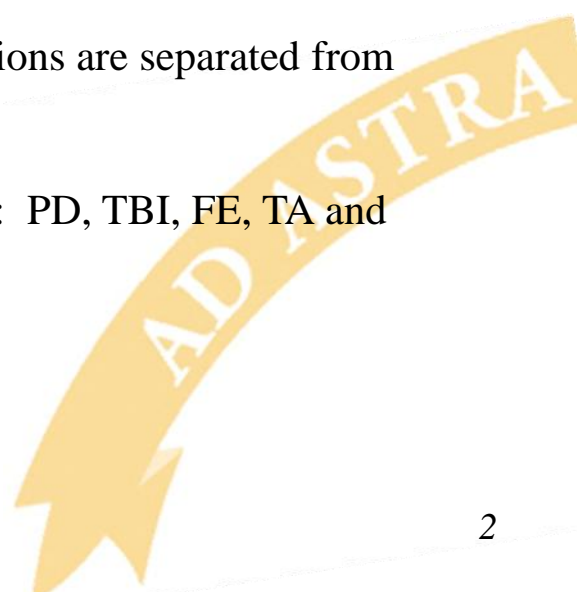 ions are separated from
: PD, TBI, FE, TA and
AD ASTRA
2